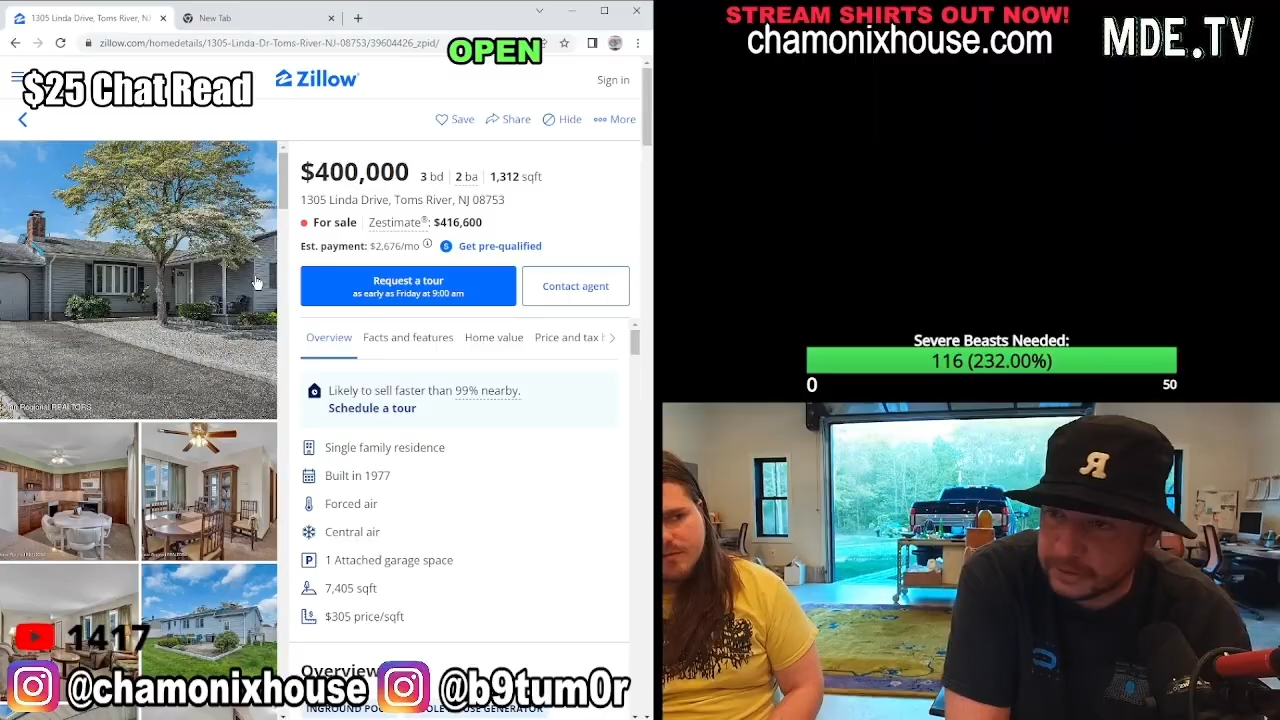 1305 Linda Drive, Toms River, NJ
New Tab
zillow.com/homedetails/1305-Linda-Dr-Toms-River-NJ-08753/39604426_zpid/
OPEN
$25 Chat Read
Zillow
Sign in
Save
Share
Hide
More
$400,000
3 bd
2 ba
1,312 sqft
1305 Linda Drive, Toms River, NJ 08753
For sale
Zestimate®: $416,600
Est. payment: $2,676/mo
$ Get pre-qualified
Request a tour
as early as Friday at 9:00 am
Contact agent
Overview
Facts and features
Home value
Price and tax
Likely to sell faster than 99% nearby.
Schedule a tour
Single family residence
Built in 1977
Forced air
Central air
P 1 Attached garage space
7,405 sqft
$305 price/sqft
Overview
Regional REALTORS
1417
@chamonixhouse
@b9tum0r
STREAM SHIRTS OUT NOW!
chamonixhouse.com
MDE.TV
Severe Beasts Needed:
116 (232.00%)
0
50